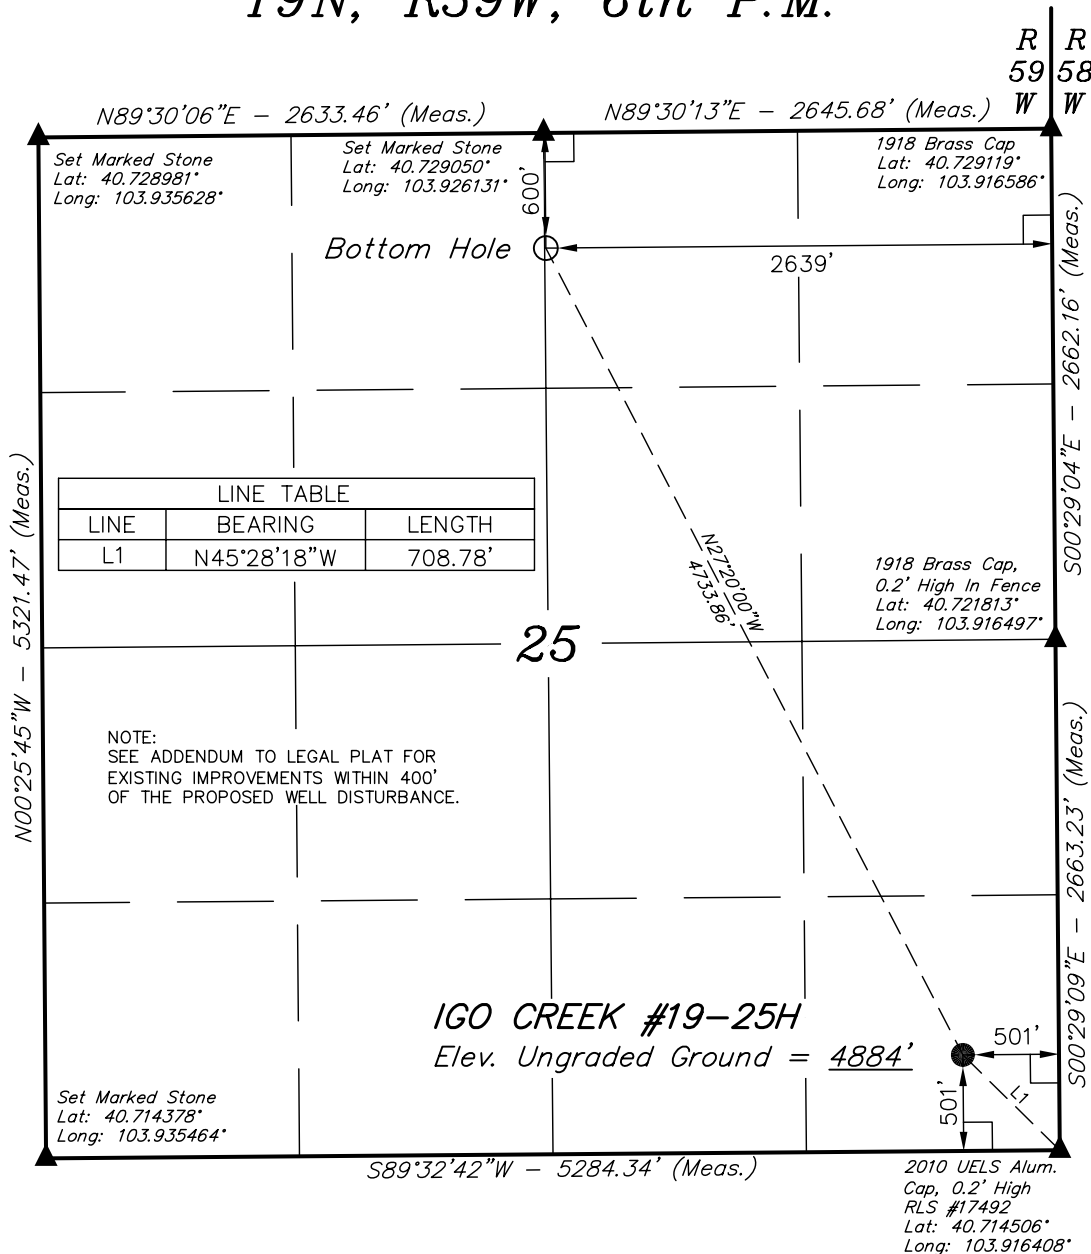 T9N, R59W, 6th P.M.
R R
59 58
W W
N89°30'06"E - 2633.46' (Meas.)
N89°30'13"E - 2645.68' (Meas.)
Set Marked Stone
Lat: 40.728981°
Long: 103.935628°
Set Marked Stone
Lat: 40.729050°
Long: 103.926131°
1918 Brass Cap
Lat: 40.729119°
Long: 103.916586°
600'
Bottom Hole
2639'
S00°29'04"E - 2662.16' (Meas.)
N00°25'45"W - 5321.47' (Meas.)
LINE TABLE
LINE BEARING LENGTH
L1 N45°28'18"W 708.78'
N27°20'00"W
4733.86'
1918 Brass Cap,
0.2' High In Fence
Lat: 40.721813°
Long: 103.916497°
25
NOTE:
SEE ADDENDUM TO LEGAL PLAT FOR
EXISTING IMPROVEMENTS WITHIN 400'
OF THE PROPOSED WELL DISTURBANCE.
S00°29'09"E - 2663.23' (Meas.)
IGO CREEK #19-25H
Elev. Ungraded Ground = 4884'
501'
501'
L1
Set Marked Stone
Lat: 40.714378°
Long: 103.935464°
S89°32'42"W - 5284.34' (Meas.)
2010 UELS Alum.
Cap, 0.2' High
RLS #17492
Lat: 40.714506°
Long: 103.916408°